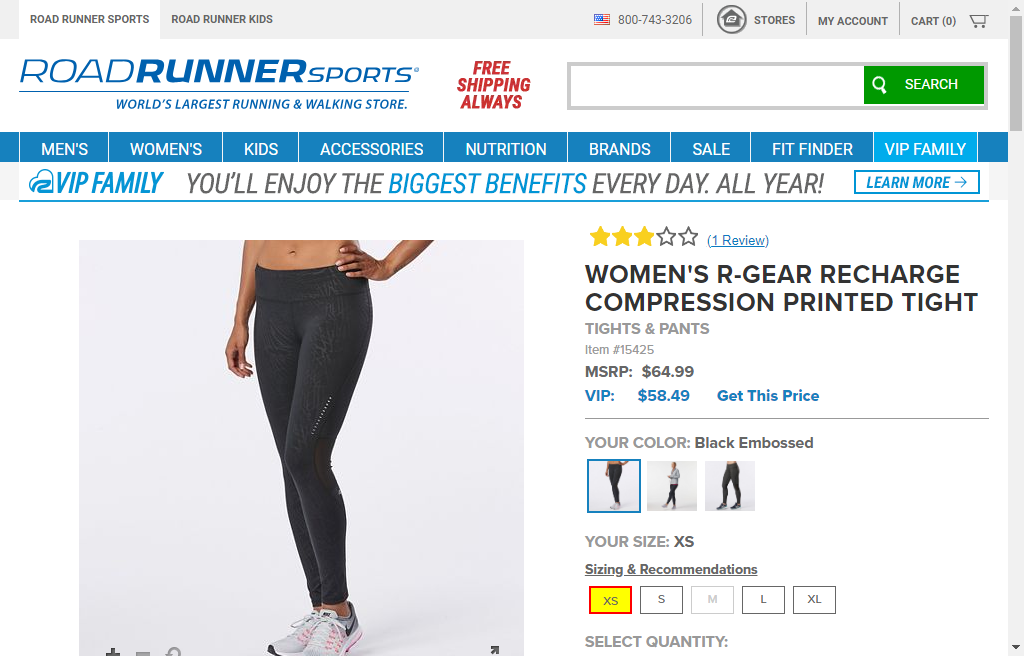 ROAD RUNNER SPORTS
ROAD RUNNER KIDS
800-743-3206
STORES
MY ACCOUNT
CART (0)
ROADRUNNERSPORTS®
WORLD'S LARGEST RUNNING & WALKING STORE.
FREE
SHIPPING
ALWAYS
SEARCH
MEN'S
WOMEN'S
KIDS
ACCESSORIES
NUTRITION
BRANDS
SALE
FIT FINDER
VIP FAMILY
VIP FAMILY
YOU'LL ENJOY THE BIGGEST BENEFITS EVERY DAY. ALL YEAR!
LEARN MORE →
(1 Review)
WOMEN'S R-GEAR RECHARGE
COMPRESSION PRINTED TIGHT
TIGHTS & PANTS
Item #15425
MSRP: $64.99
VIP: $58.49 Get This Price
YOUR COLOR: Black Embossed
YOUR SIZE: XS
Sizing & Recommendations
XS
S
M
L
XL
SELECT QUANTITY: